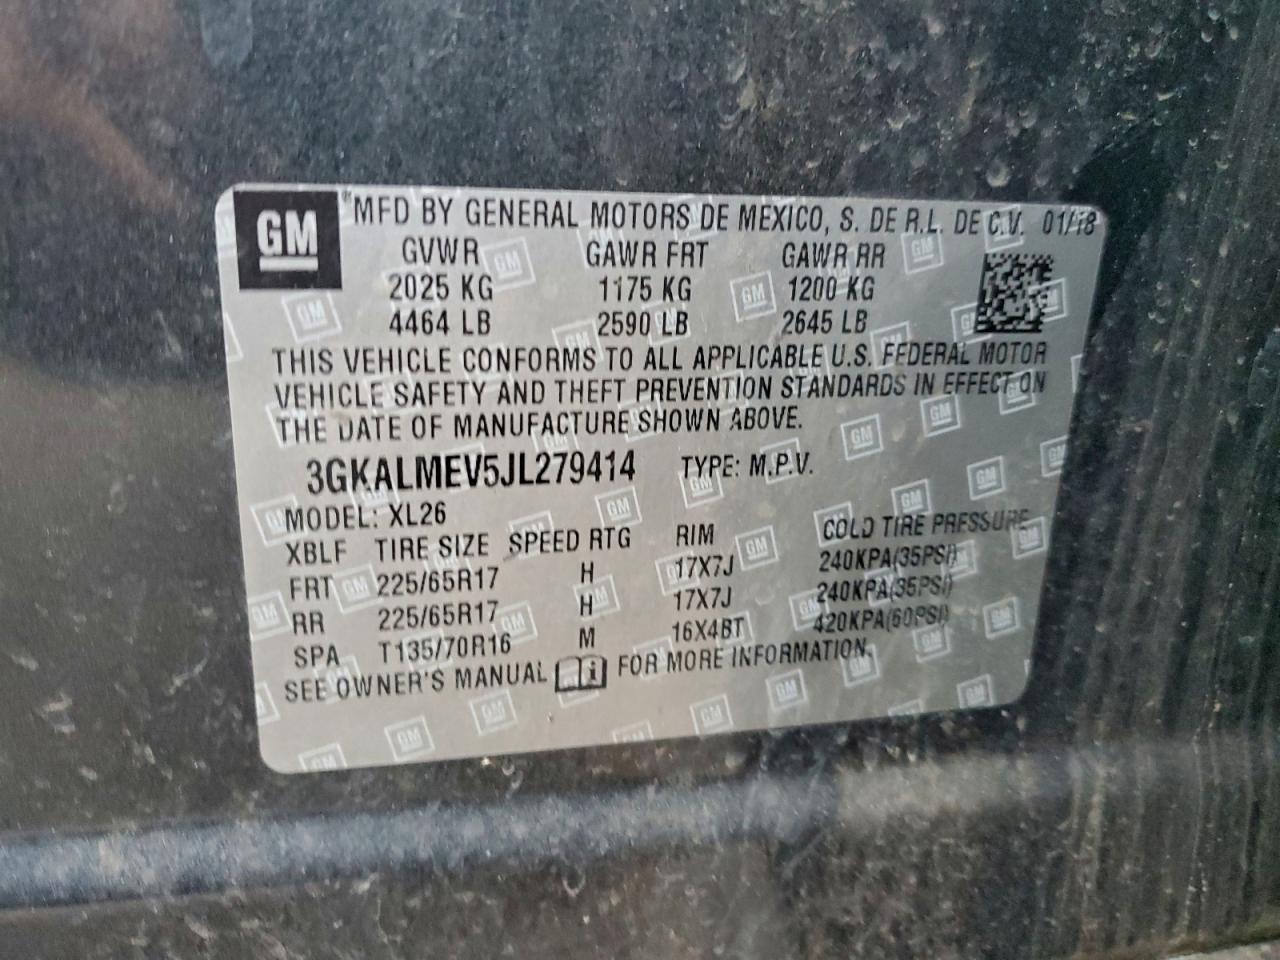 GM
MFD BY GENERAL MOTORS DE MEXICO, S. DE R.L. DE C.V. 01/18
GVWR GAWR FRT GAWR RR
2025 KG 1175 KG 1200 KG
4464 LB 2590 LB 2645 LB
THIS VEHICLE CONFORMS TO ALL APPLICABLE U.S. FEDERAL MOTOR
VEHICLE SAFETY AND THEFT PREVENTION STANDARDS IN EFFECT ON
THE DATE OF MANUFACTURE SHOWN ABOVE.
3GKALMEV5JL279414 TYPE: M.P.V.
MODEL: XL26
XBLF TIRE SIZE SPEED RTG RIM COLD TIRE PRESSURE
FRT 225/65R17 H 17X7J 240KPA(35PSI)
RR 225/65R17 H 17X7J 240KPA(35PSI)
SPA T135/70R16 M 16X4BT 420KPA(60PSI)
SEE OWNER'S MANUAL i FOR MORE INFORMATION.